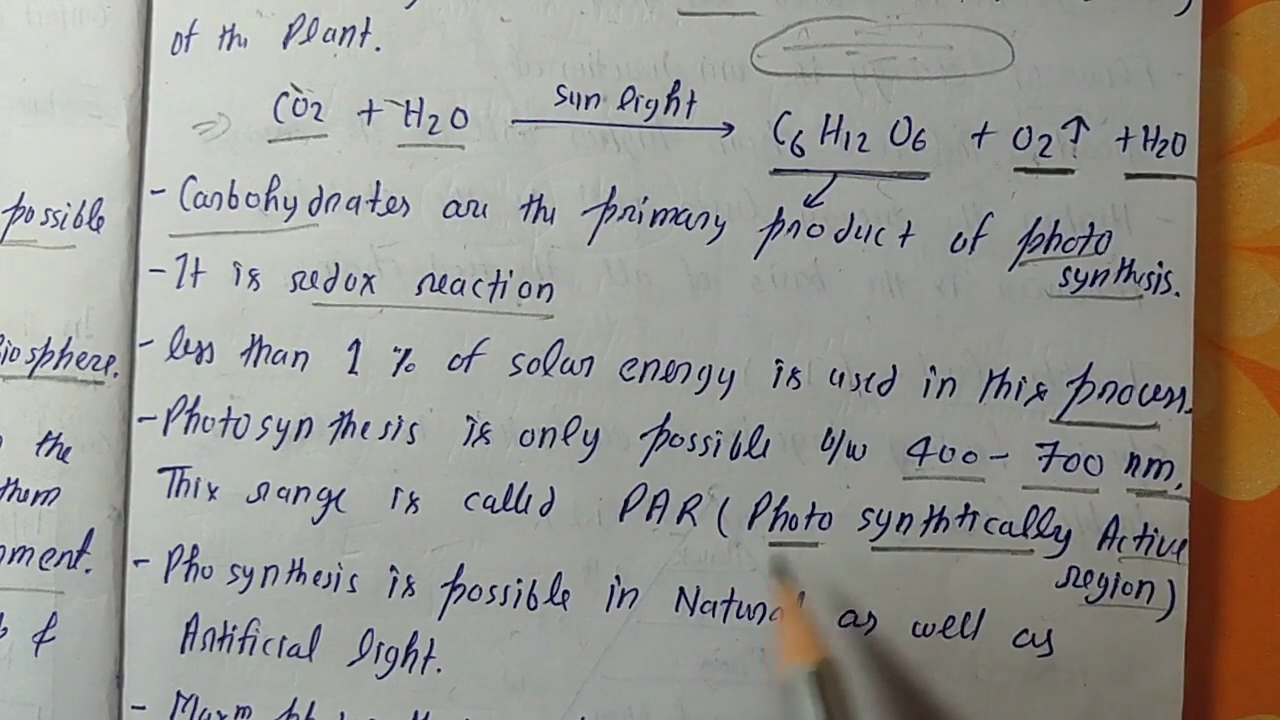 of the Plant.
⇒ CO2 + H2O sun light → C6 H12 O6 + O2↑ + H2O
- Carbohydrates are the primary product of photo
synthesis.
possible
- It is redox reaction
iosphere.
- less than 1 % of solar energy is used in this process.
- Photosynthesis is only possible b/w 400 - 700 nm.
the
This range is called PAR (Photo synthtically Active
region)
them
- Phosynthesis is possible in Natural as well as
nment.
Artificial light.
&
- Maxm